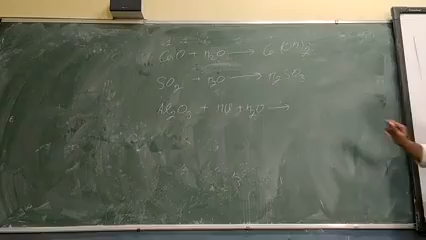 CaO + H₂O → Ca(OH)₂
SO₂ + H₂O → H₂SO₃
Al₂O₃ + HCl + H₂O →